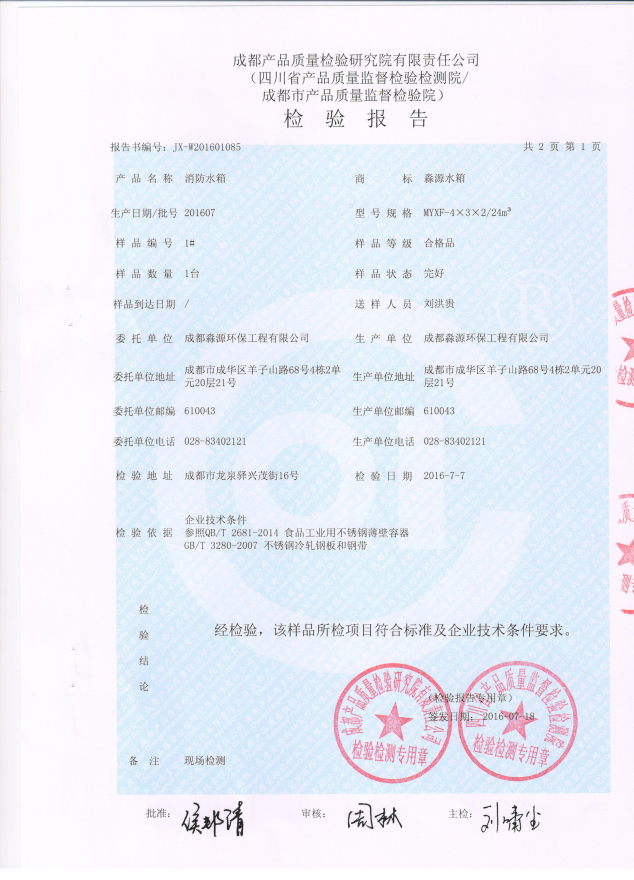 成都产品质量检验研究院有限责任公司
(四川省产品质量监督检验检测院/
成都市产品质量监督检验院)
检 验 报 告
报告书编号: JX-W201601085 共 2 页 第 1 页
产品名称 消防水箱 商标 淼源水箱
生产日期/批号 201607 型号规格 MYXF-4×3×2/24m³
样品编号 1# 样品等级 合格品
样品数量 1台 样品状态 完好
样品到达日期 / 送样人员 刘洪贵
委托单位 成都淼源环保工程有限公司 生产单位 成都淼源环保工程有限公司
委托单位地址 成都市成华区羊子山路68号4栋2单元20层21号 生产单位地址 成都市成华区羊子山路68号4栋2单元20层21号
委托单位邮编 610043 生产单位邮编 610043
委托单位电话 028-83402121 生产单位电话 028-83402121
检验地址 成都市龙泉驿兴茂街16号 检验日期 2016-7-7
企业技术条件
检验依据 参照QB/T 2681-2014 食品工业用不锈钢薄壁容器
GB/T 3280-2007 不锈钢冷轧钢板和钢带
检验结论
经检验，该样品所检项目符合标准及企业技术条件要求。
成都产品质量检验研究院有限责任公司
检验检测专用章
四川省产品质量监督检验检测院
检验检测专用章
(检验报告专用章)
签发日期: 2016-07-18
备 注 现场检测
批准: 审核: 周林 主检: